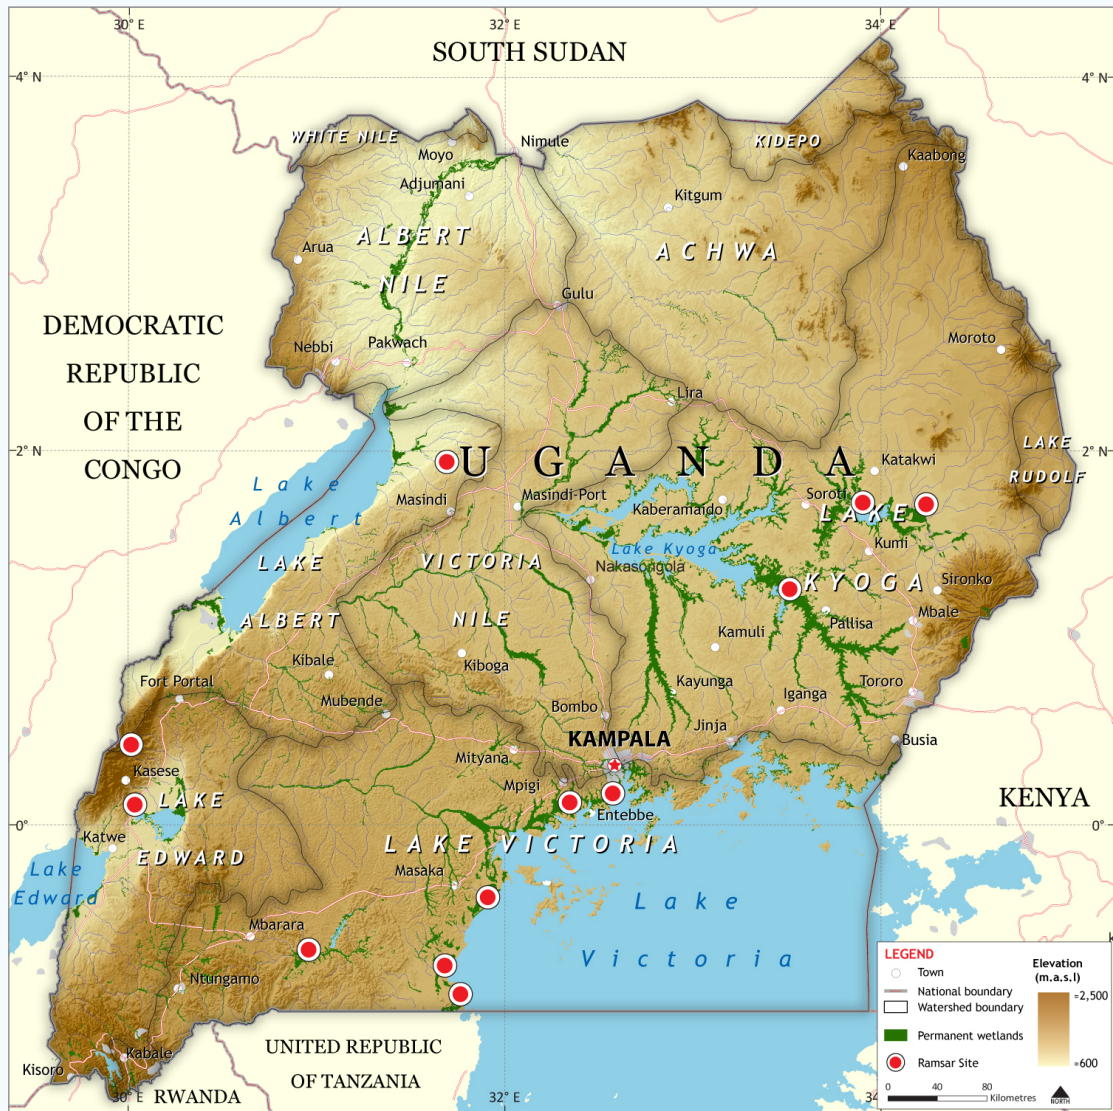 30° E
32° E
34° E
SOUTH SUDAN
4° N
4° N
WHITE NILE
Nimule
KIDEPO
Moyo
Kaabong
Adjumani
Kitgum
ALBERT
NILE
Arua
ACHWA
Gulu
DEMOCRATIC
REPUBLIC
OF THE
CONGO
Nebbi
Pakwach
Moroto
Lira
LAKE
RUDOLF
2° N
2° N
UGANDA
Katakwi
Lake
Albert
Masindi
Masindi-Port
Kaberamaido
Soroti
LAKE
KYOGA
Kumi
LAKE
ALBERT
VICTORIA
NILE
Lake Kyoga
Nakasongola
Sironko
Mbale
Pallisa
Kamuli
Kibale
Kiboga
Fort Portal
Mubende
Kayunga
Iganga
Tororo
Bombo
Jinja
Busia
KAMPALA
Mityana
Kasese
Mpigi
LAKE
EDWARD
Entebbe
KENYA
0°
0°
Katwe
LAKE VICTORIA
Lake
Edward
Masaka
Lake
Victoria
Mbarara
Ntungamo
Kabale
Kisoro
UNITED REPUBLIC
OF TANZANIA
RWANDA
30° E
32° E
34°
LEGEND
Town
National boundary
Watershed boundary
Permanent wetlands
Ramsar Site
Elevation
(m.a.s.l)
=2,500
=600
0 40 80
Kilometres
NORTH